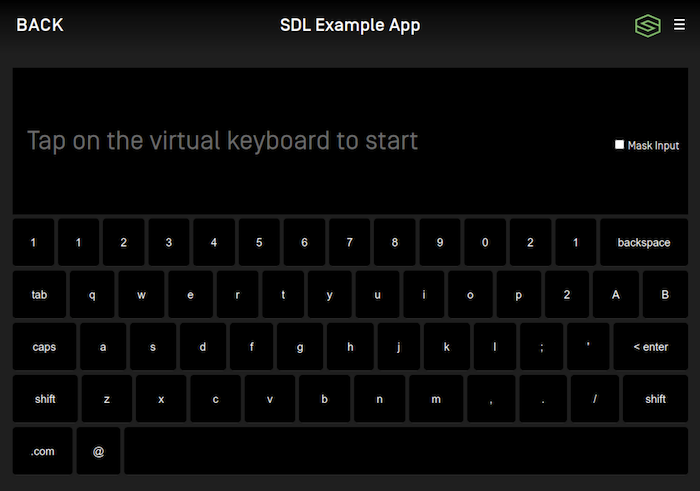 BACK SDL Example App
Tap on the virtual keyboard to start
Mask Input
1 1 2 3 4 5 6 7 8 9 0 2 1 backspace
tab q w e r t y u i o p 2 A B
caps a s d f g h j k l ; ' < enter
shift z x c v b n m , . / shift
.com @